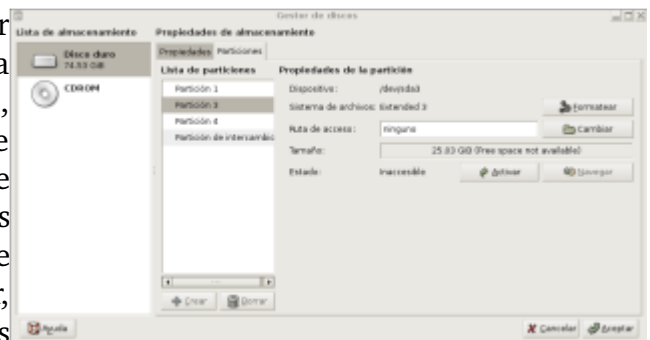 Gestor de discos
Lista de almacenamiento
Disco duro
74.53 GiB
CDROM
Propiedades de almacenamiento
Propiedades Particiones
Lista de particiones
Partición 1
Partición 3
Partición 4
Partición de intercambio
Crear Borrar
Propiedades de la partición
Dispositivo: /dev/sda3
Sistema de archivos: Extended 3 Formatear
Ruta de acceso: ninguna Cambiar
Tamaño: 25.03 GiB (Free space not available)
Estado: Inaccesible Activar Navegar
Ayuda Cancelar Aceptar